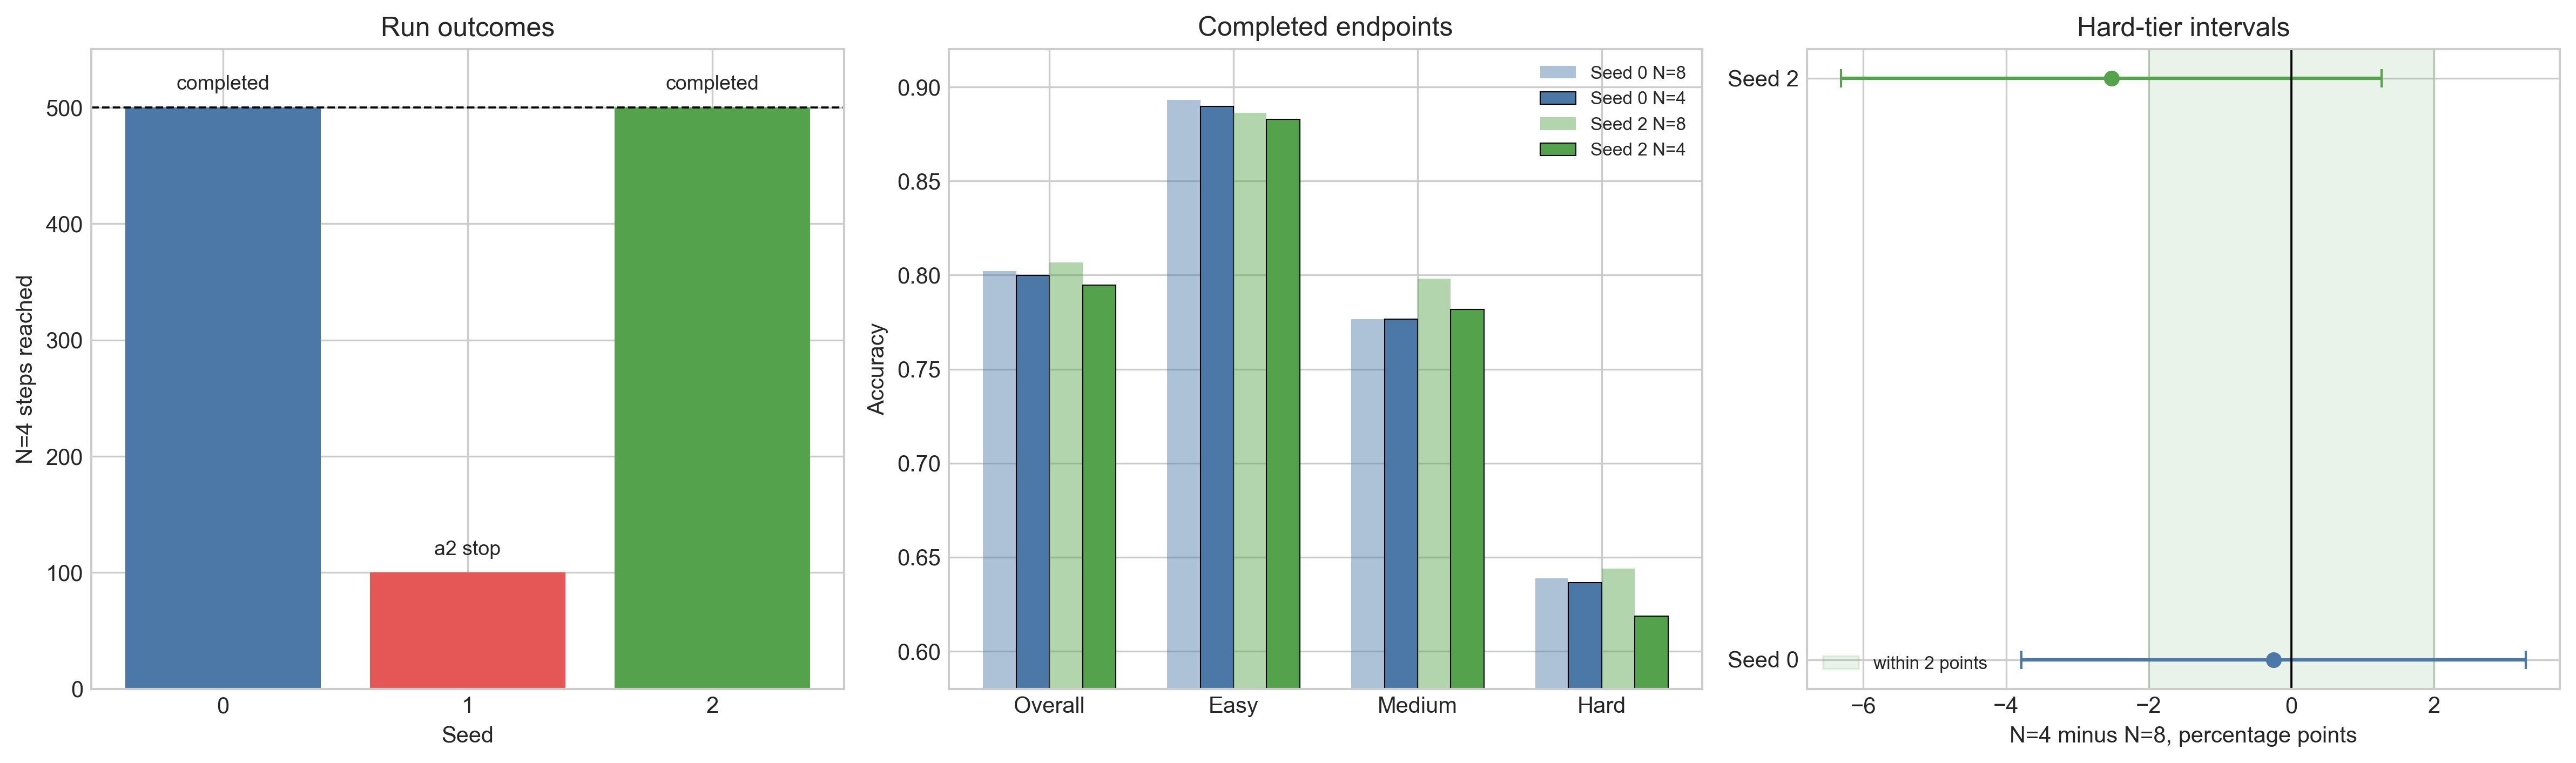 Run outcomes
N=4 steps reached
500
400
300
200
100
0
completed
a2 stop
completed
0
1
2
Seed
Completed endpoints
Accuracy
0.90
0.85
0.80
0.75
0.70
0.65
0.60
Seed 0 N=8
Seed 0 N=4
Seed 2 N=8
Seed 2 N=4
Overall
Easy
Medium
Hard
Hard-tier intervals
Seed 2
Seed 0
within 2 points
−6
−4
−2
0
2
N=4 minus N=8, percentage points